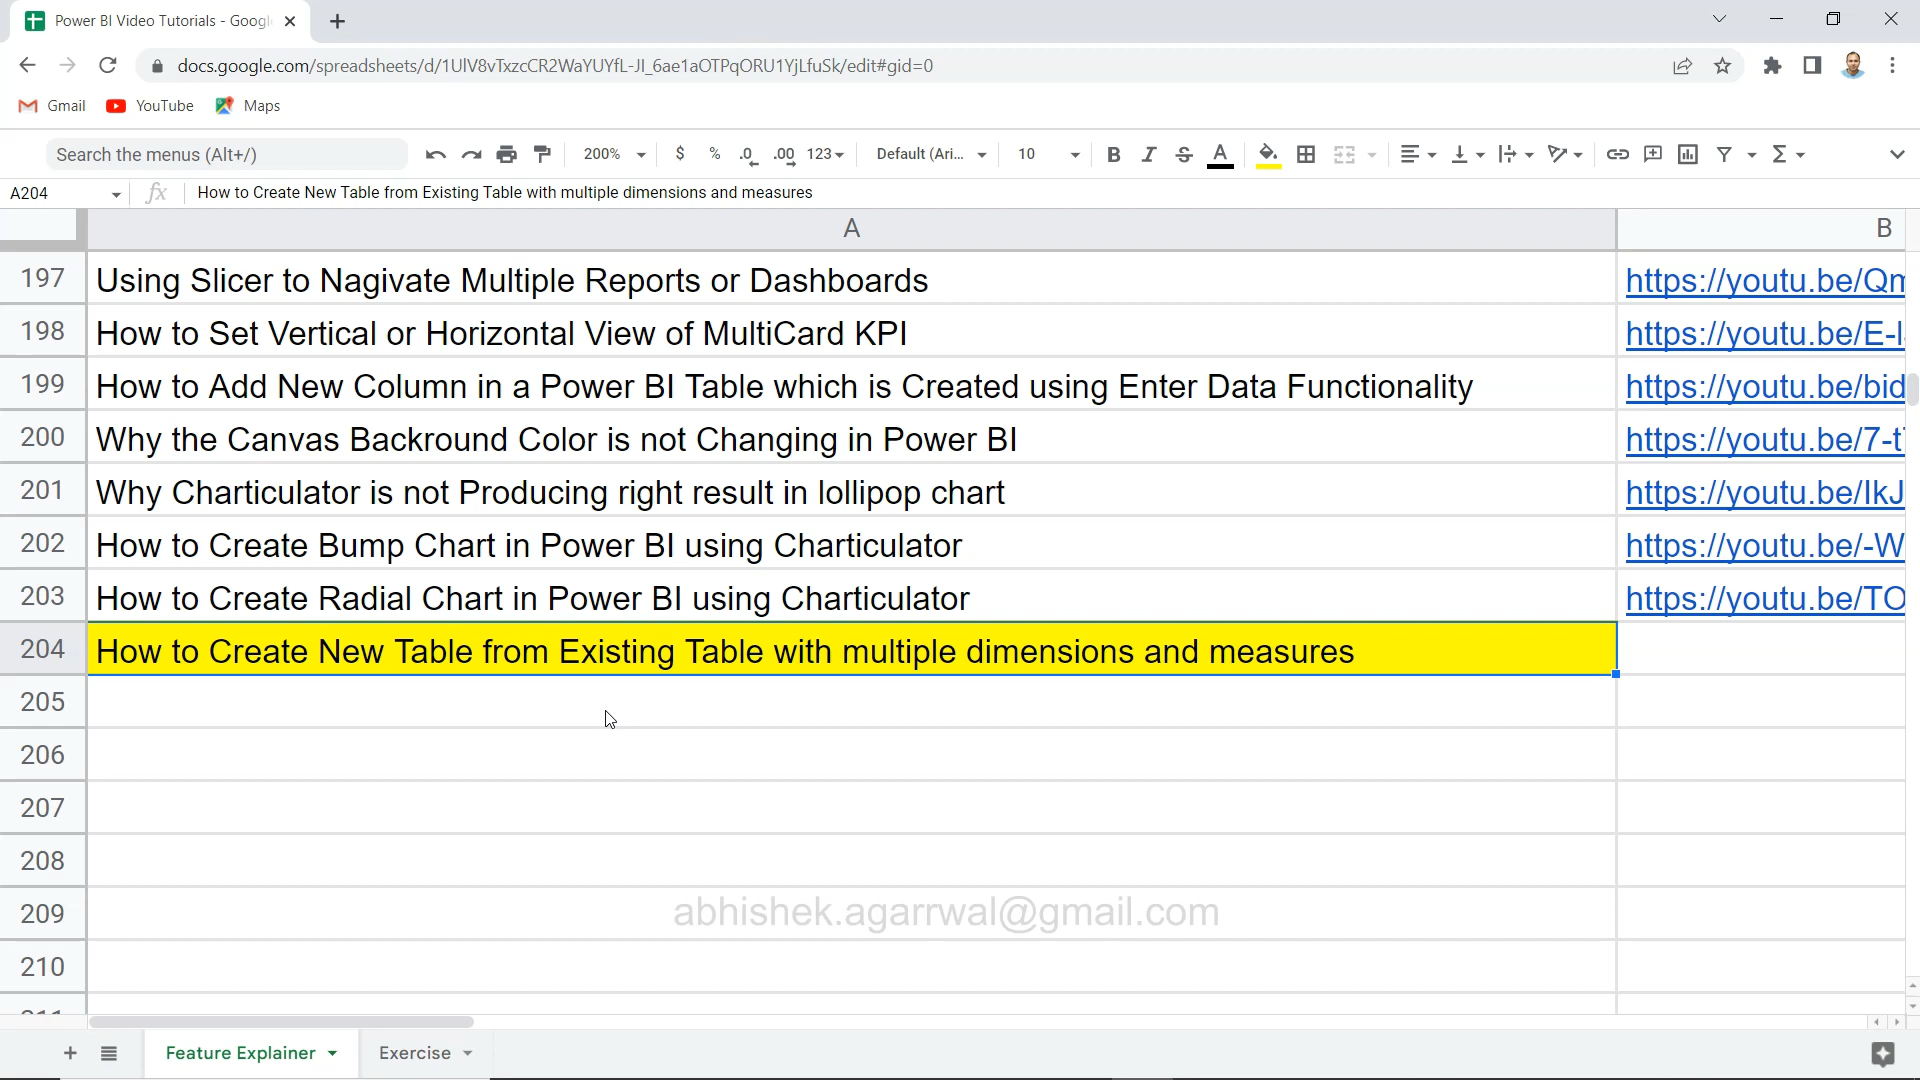 Power BI Video Tutorials - Googl
docs.google.com/spreadsheets/d/1UlV8vTxzcCR2WaYUYfL-JI_6ae1aOTPqORU1YjLfuSk/edit#gid=0
Gmail YouTube Maps
Search the menus (Alt+/) 200% $ % .0 .00 123 Default (Ari... 10 B I S A
A204 fx How to Create New Table from Existing Table with multiple dimensions and measures
A B
197 Using Slicer to Nagivate Multiple Reports or Dashboards https://youtu.be/Qm
198 How to Set Vertical or Horizontal View of MultiCard KPI https://youtu.be/E-l
199 How to Add New Column in a Power BI Table which is Created using Enter Data Functionality https://youtu.be/bid
200 Why the Canvas Backround Color is not Changing in Power BI https://youtu.be/7-t
201 Why Charticulator is not Producing right result in lollipop chart https://youtu.be/IkJ
202 How to Create Bump Chart in Power BI using Charticulator https://youtu.be/-W
203 How to Create Radial Chart in Power BI using Charticulator https://youtu.be/TO
204 How to Create New Table from Existing Table with multiple dimensions and measures
205
206
207
208
209 abhishek.agarrwal@gmail.com
210
Feature Explainer Exercise